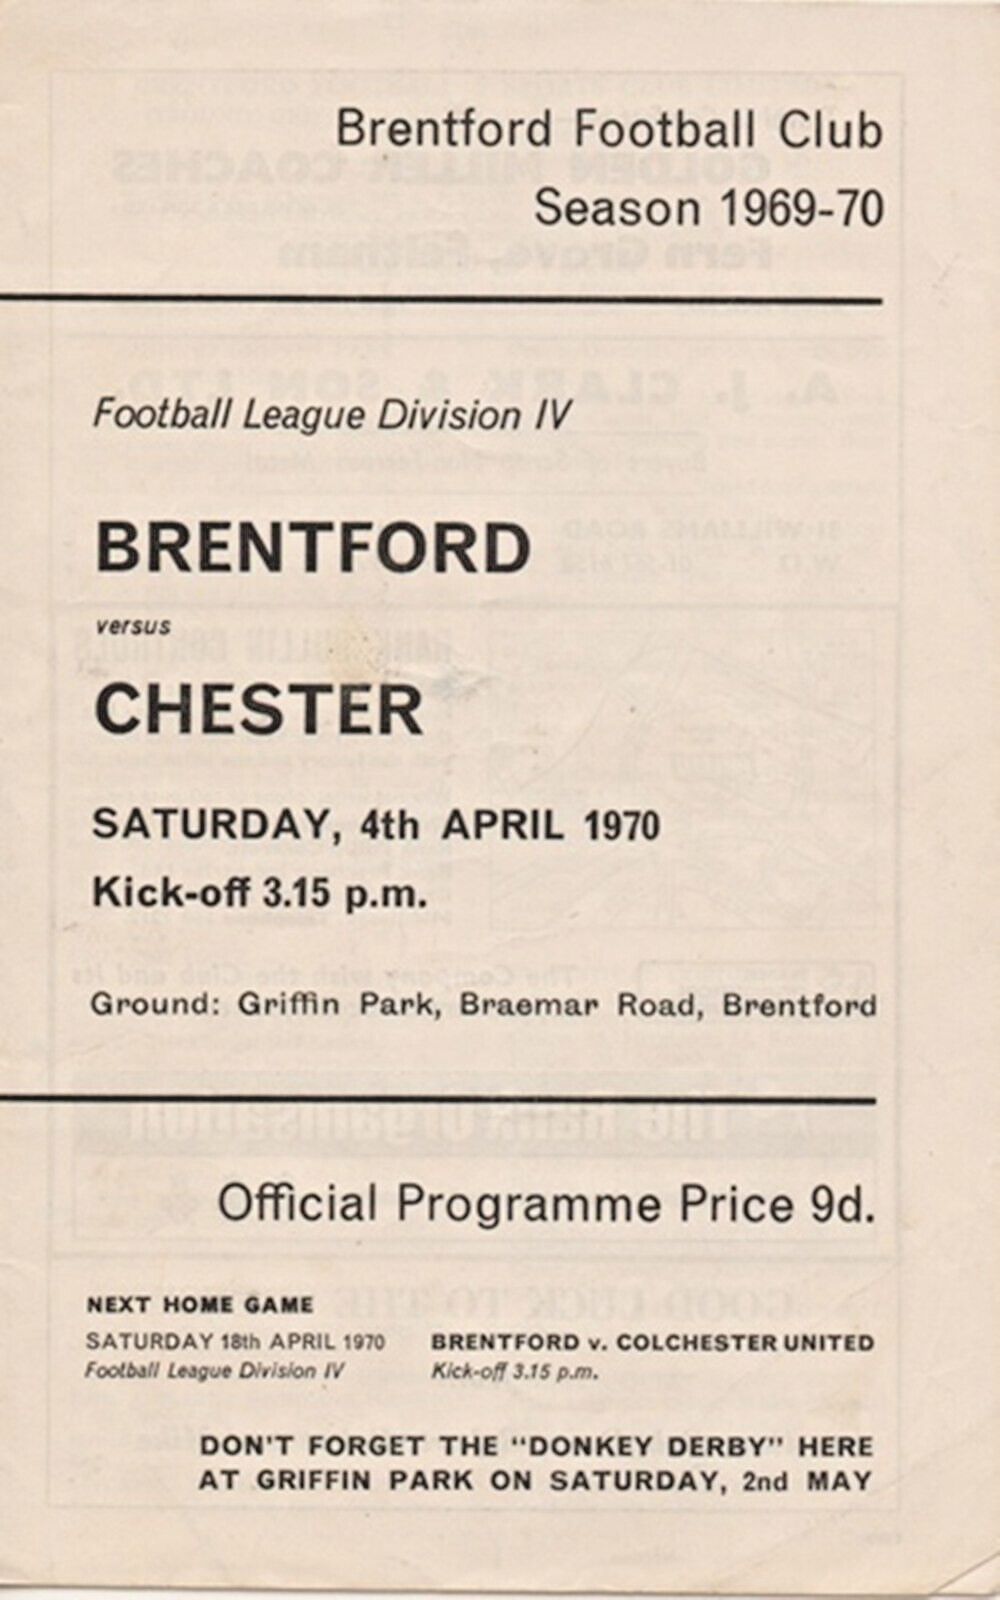 Brentford Football Club
Season 1969-70
Football League Division IV
BRENTFORD
versus
CHESTER
SATURDAY, 4th APRIL 1970
Kick-off 3.15 p.m.
Ground: Griffin Park, Braemar Road, Brentford
Official Programme Price 9d.
NEXT HOME GAME
SATURDAY 18th APRIL 1970 BRENTFORD v. COLCHESTER UNITED
Football League Division IV Kick-off 3.15 p.m.
DON'T FORGET THE "DONKEY DERBY" HERE
AT GRIFFIN PARK ON SATURDAY, 2nd MAY